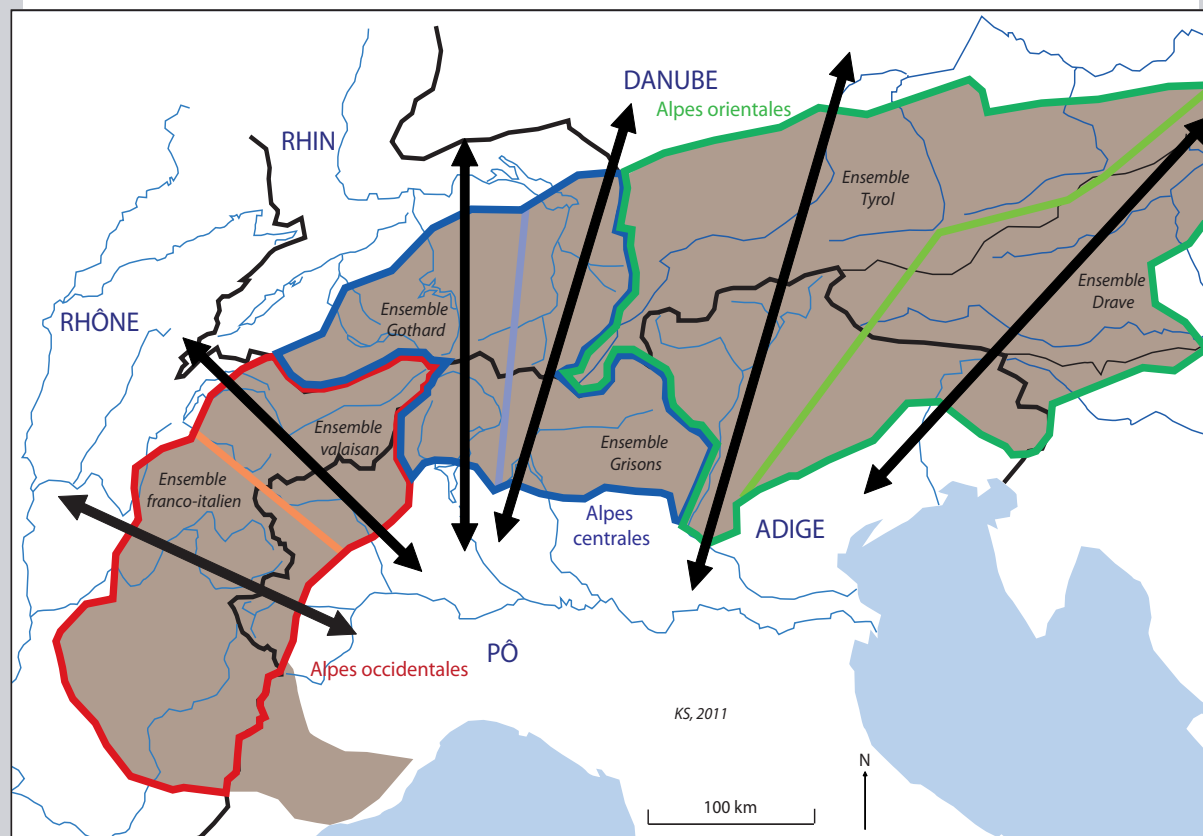 DANUBE
Alpes orientales
RHIN
Ensemble
Tyrol
Ensemble
Drave
Ensemble
Gothard
RHÔNE
Ensemble
valaisan
Ensemble
Grisons
Ensemble
franco-italien
Alpes
centrales
ADIGE
PÔ
Alpes occidentales
KS, 2011
N
100 km